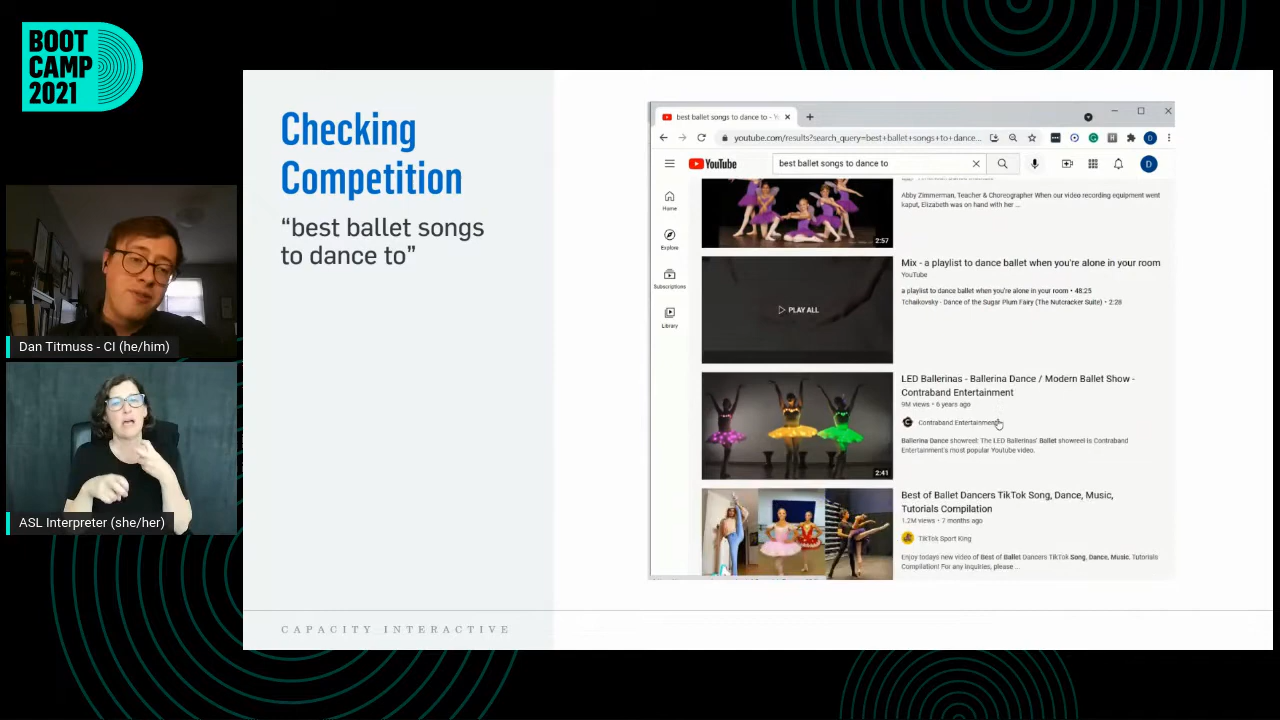 BOOT
CAMP
2021
Checking
Competition
“best ballet songs
to dance to”
Dan Titmuss - CI (he/him)
ASL Interpreter (she/her)
best ballet songs to dance to - Yo
youtube.com/results?search_query=best+ballet+songs+to+dance...
YouTube
best ballet songs to dance to
D
D
Home
Explore
Subscriptions
Library
Abby Zimmerman, Teacher & Choreographer When our video recording equipment went
kaput, Elizabeth was on hand with her ...
2:57
Mix - a playlist to dance ballet when you're alone in your room
YouTube
a playlist to dance ballet when you're alone in your room • 48:25
Tchaikovsky - Dance of the Sugar Plum Fairy (The Nutcracker Suite) • 2:28
PLAY ALL
LED Ballerinas - Ballerina Dance / Modern Ballet Show -
Contraband Entertainment
9M views • 6 years ago
Contraband Entertainment
Ballerina Dance showreel: The LED Ballerinas' Ballet showreel is Contraband
Entertainment's most popular Youtube video.
2:41
Best of Ballet Dancers TikTok Song, Dance, Music,
Tutorials Compilation
1.2M views • 7 months ago
TikTok Sport King
Enjoy todays new video of Best of Ballet Dancers TikTok Song, Dance, Music. Tutorials
Compilation! For any inquiries, please ...
CAPACITY INTERACTIVE